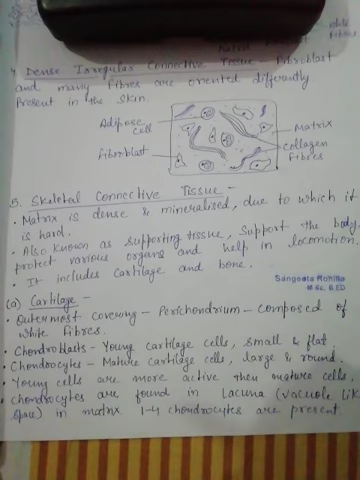 white
fibres
4. Dense Irregular Connective Tissue - Fibroblast
and many fibres are oriented differently
Present in the skin.
Adipose
cell
Fibroblast
Matrix
Collagen
fibres
5. Skeletal Connective Tissue -
• Matrix is dense & mineralised, due to which it
is hard.
• Also known as supporting tissue, support the body,
protect various organs and help in locomotion.
• It includes cartilage and bone.
Sangeeta Rohilla
M.Sc, B.ED
(a) Cartilage -
• Outermost covering - Perichondrium - composed of
white fibres.
• Chondroblasts - Young cartilage cells, small & flat.
• Chondrocytes - Mature cartilage cells, large & round.
• Young cells are more active then mature cells.
• Chondrocytes are found in Lacuna (vacuole lik
space) in matrix 1-4 chondrocytes are present.